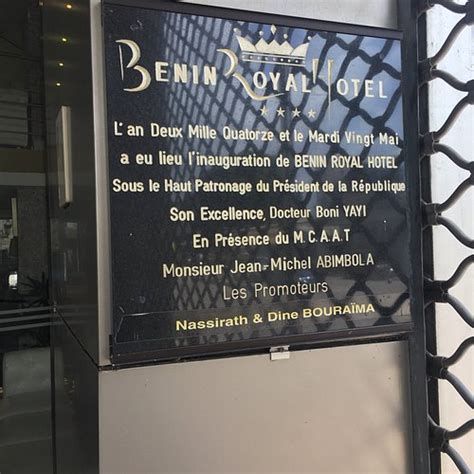 BENIN ROYAL HOTEL
L'an Deux Mille Quatorze et le Mardi Vingt Mai
a eu lieu l'inauguration de BENIN ROYAL HOTEL
Sous le Haut Patronage du Président de la République
Son Excellence, Docteur Boni YAYI
En Présence du M.C.A.A.T
Monsieur Jean-Michel ABIMBOLA
Les Promoteurs
Nassirath & Dine BOURAÏMA